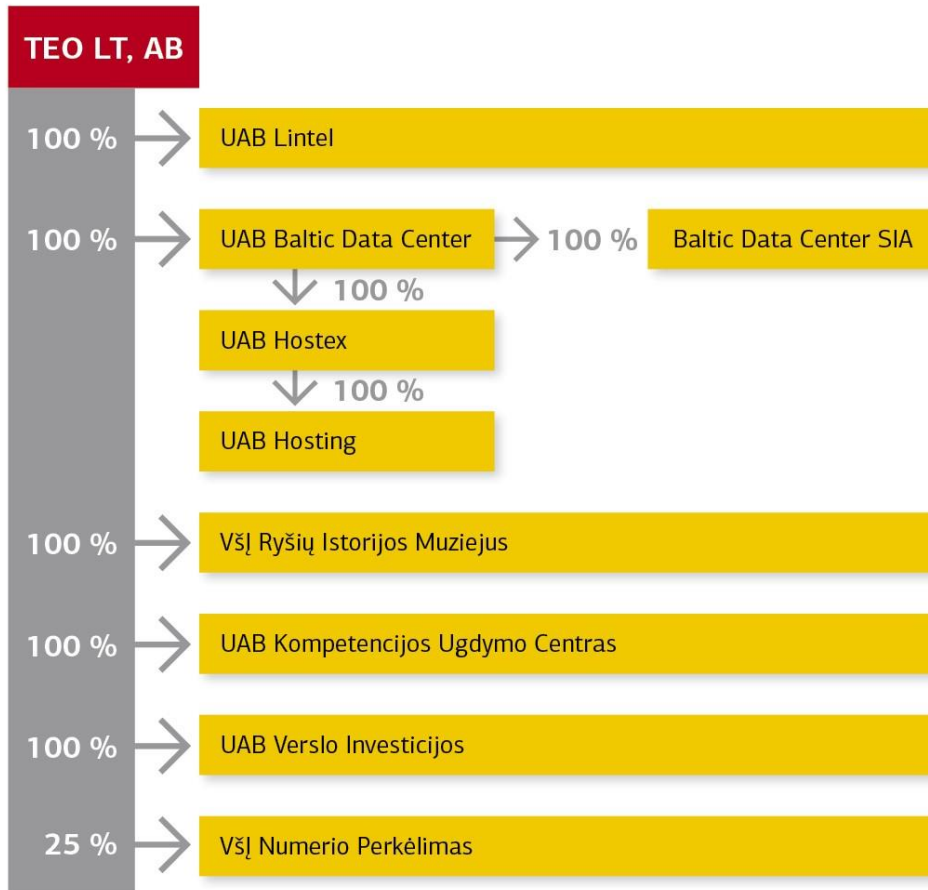 TEO LT, AB
100 % UAB Lintel
100 % UAB Baltic Data Center 100 % Baltic Data Center SIA
100 %
UAB Hostex
100 %
UAB Hosting
100 % VšĮ Ryšių Istorijos Muziejus
100 % UAB Kompetencijos Ugdymo Centras
100 % UAB Verslo Investicijos
25 % VšĮ Numerio Perkėlimas